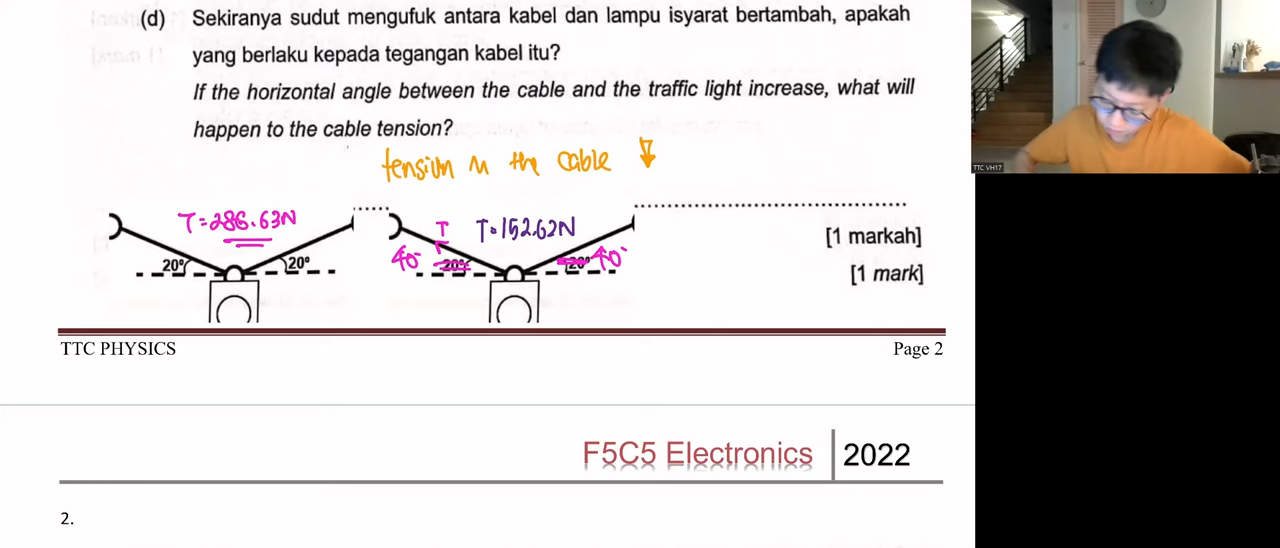 (d) Sekiranya sudut mengufuk antara kabel dan lampu isyarat bertambah, apakah
yang berlaku kepada tegangan kabel itu?
If the horizontal angle between the cable and the traffic light increase, what will
happen to the cable tension?
tension in the cable ↓
T=286.63N
T
T=152.62N
20°
20°
40°
20°
20°
40°
[1 markah]
[1 mark]
TTC PHYSICS
Page 2
F5C5 Electronics
2022
2.
TTC VH17